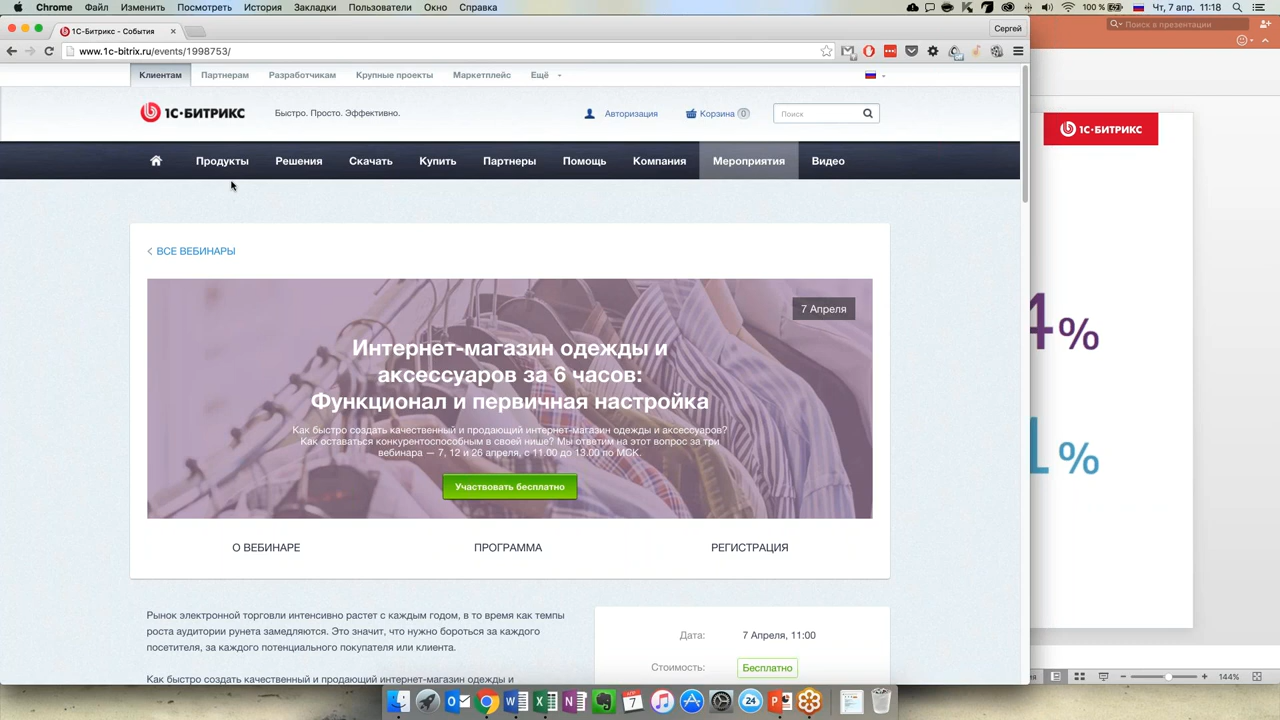 Chrome Файл Изменить Посмотреть История Закладки Пользователи Окно Справка
100 % Чт, 7 апр. 11:18
1С-Битрикс - События
Сергей
Поиск в презентации
www.1c-bitrix.ru/events/1998753/
Клиентам Партнерам Разработчикам Крупные проекты Маркетплейс Ещё
1С·БИТРИКС
Быстро. Просто. Эффективно.
Авторизация
Корзина 0
Поиск
1С·БИТРИКС
Продукты Решения Скачать Купить Партнеры Помощь Компания Мероприятия Видео
ВСЕ ВЕБИНАРЫ
7 Апреля
Интернет-магазин одежды и
аксессуаров за 6 часов:
Функционал и первичная настройка
Как быстро создать качественный и продающий интернет-магазин одежды и аксессуаров?
Как оставаться конкурентоспособным в своей нише? Мы ответим на этот вопрос за три
вебинара — 7, 12 и 26 апреля, с 11.00 до 13.00 по МСК.
Участвовать бесплатно
4%
1%
О ВЕБИНАРЕ ПРОГРАММА РЕГИСТРАЦИЯ
Рынок электронной торговли интенсивно растет с каждым годом, в то время как темпы
роста аудитории рунета замедляются. Это значит, что нужно бороться за каждого
посетителя, за каждого потенциального покупателя или клиента.
Как быстро создать качественный и продающий интернет-магазин одежды и
Дата: 7 Апреля, 11:00
Стоимость: Бесплатно
144%